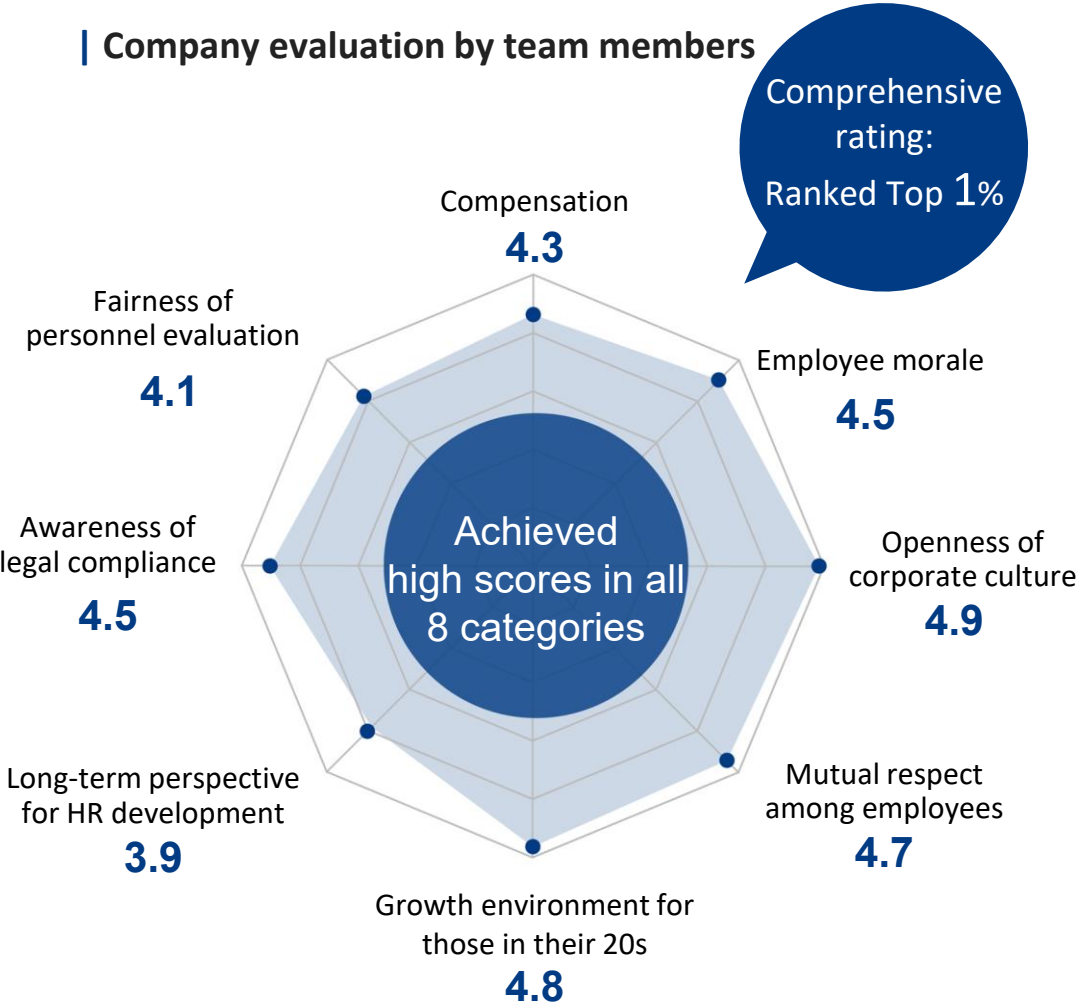 | Company evaluation by team members
Comprehensive
rating:
Ranked Top 1%
Compensation
4.3
Fairness of
personnel evaluation
4.1
Employee morale
4.5
Awareness of
legal compliance
4.5
Achieved
high scores in all
8 categories
Openness of
corporate culture
4.9
Long-term perspective
for HR development
3.9
Mutual respect
among employees
4.7
Growth environment for
those in their 20s
4.8